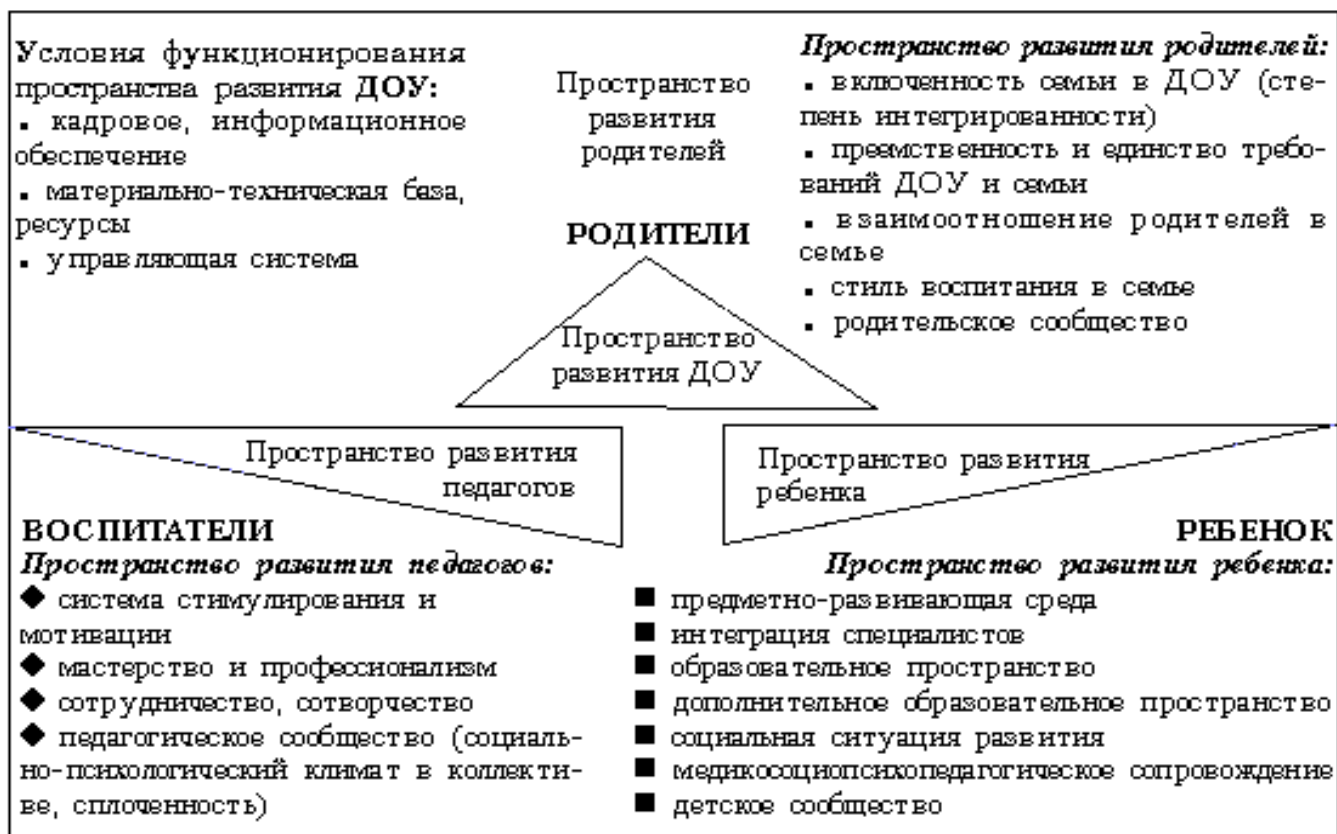 Условия функционирования
пространства развития ДОУ:
. кадровое, информационное
обеспечение
. материально-техническая база,
ресурсы
. управляющая система
Пространство
развития
родителей
РОДИТЕЛИ
Пространство развития родителей:
. включенность семьи в ДОУ (сте-
пень интегрированности)
. преемственность и единство требо-
ваний ДОУ и семьи
. взаимоотношение родителей в
семье
. стиль воспитания в семье
. родительское сообщество
Пространство
развития ДОУ
Пространство развития
педагогов
Пространство развития
ребенка
ВОСПИТАТЕЛИ
Пространство развития педагогов:
◆ система стимулирования и
мотивации
◆ мастерство и профессионализм
◆ сотрудничество, сотворчество
◆ педагогическое сообщество (социаль-
но-психологический климат в коллекти-
ве, сплоченность)
РЕБЕНОК
Пространство развития ребенка:
■ предметно-развивающая среда
■ интеграция специалистов
■ образовательное пространство
■ дополнительное образовательное пространство
■ социальная ситуация развития
■ медикосоциопсихопедагогическое сопровождение
■ детское сообщество